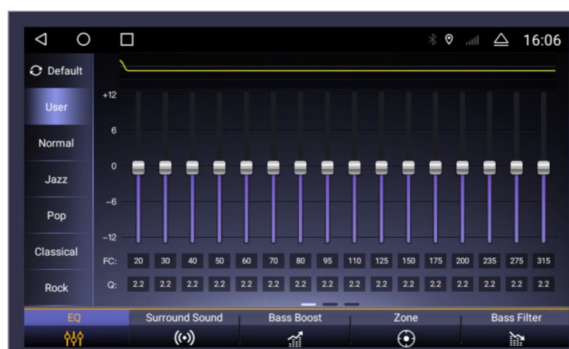 16:06
Default
User
Normal
Jazz
Pop
Classical
Rock
+12
6
0
-6
-12
FC: 20 30 40 50 60 70 80 95 110 125 150 175 200 235 275 315
Q: 2.2 2.2 2.2 2.2 2.2 2.2 2.2 2.2 2.2 2.2 2.2 2.2 2.2 2.2 2.2 2.2
EQ Surround Sound Bass Boost Zone Bass Filter